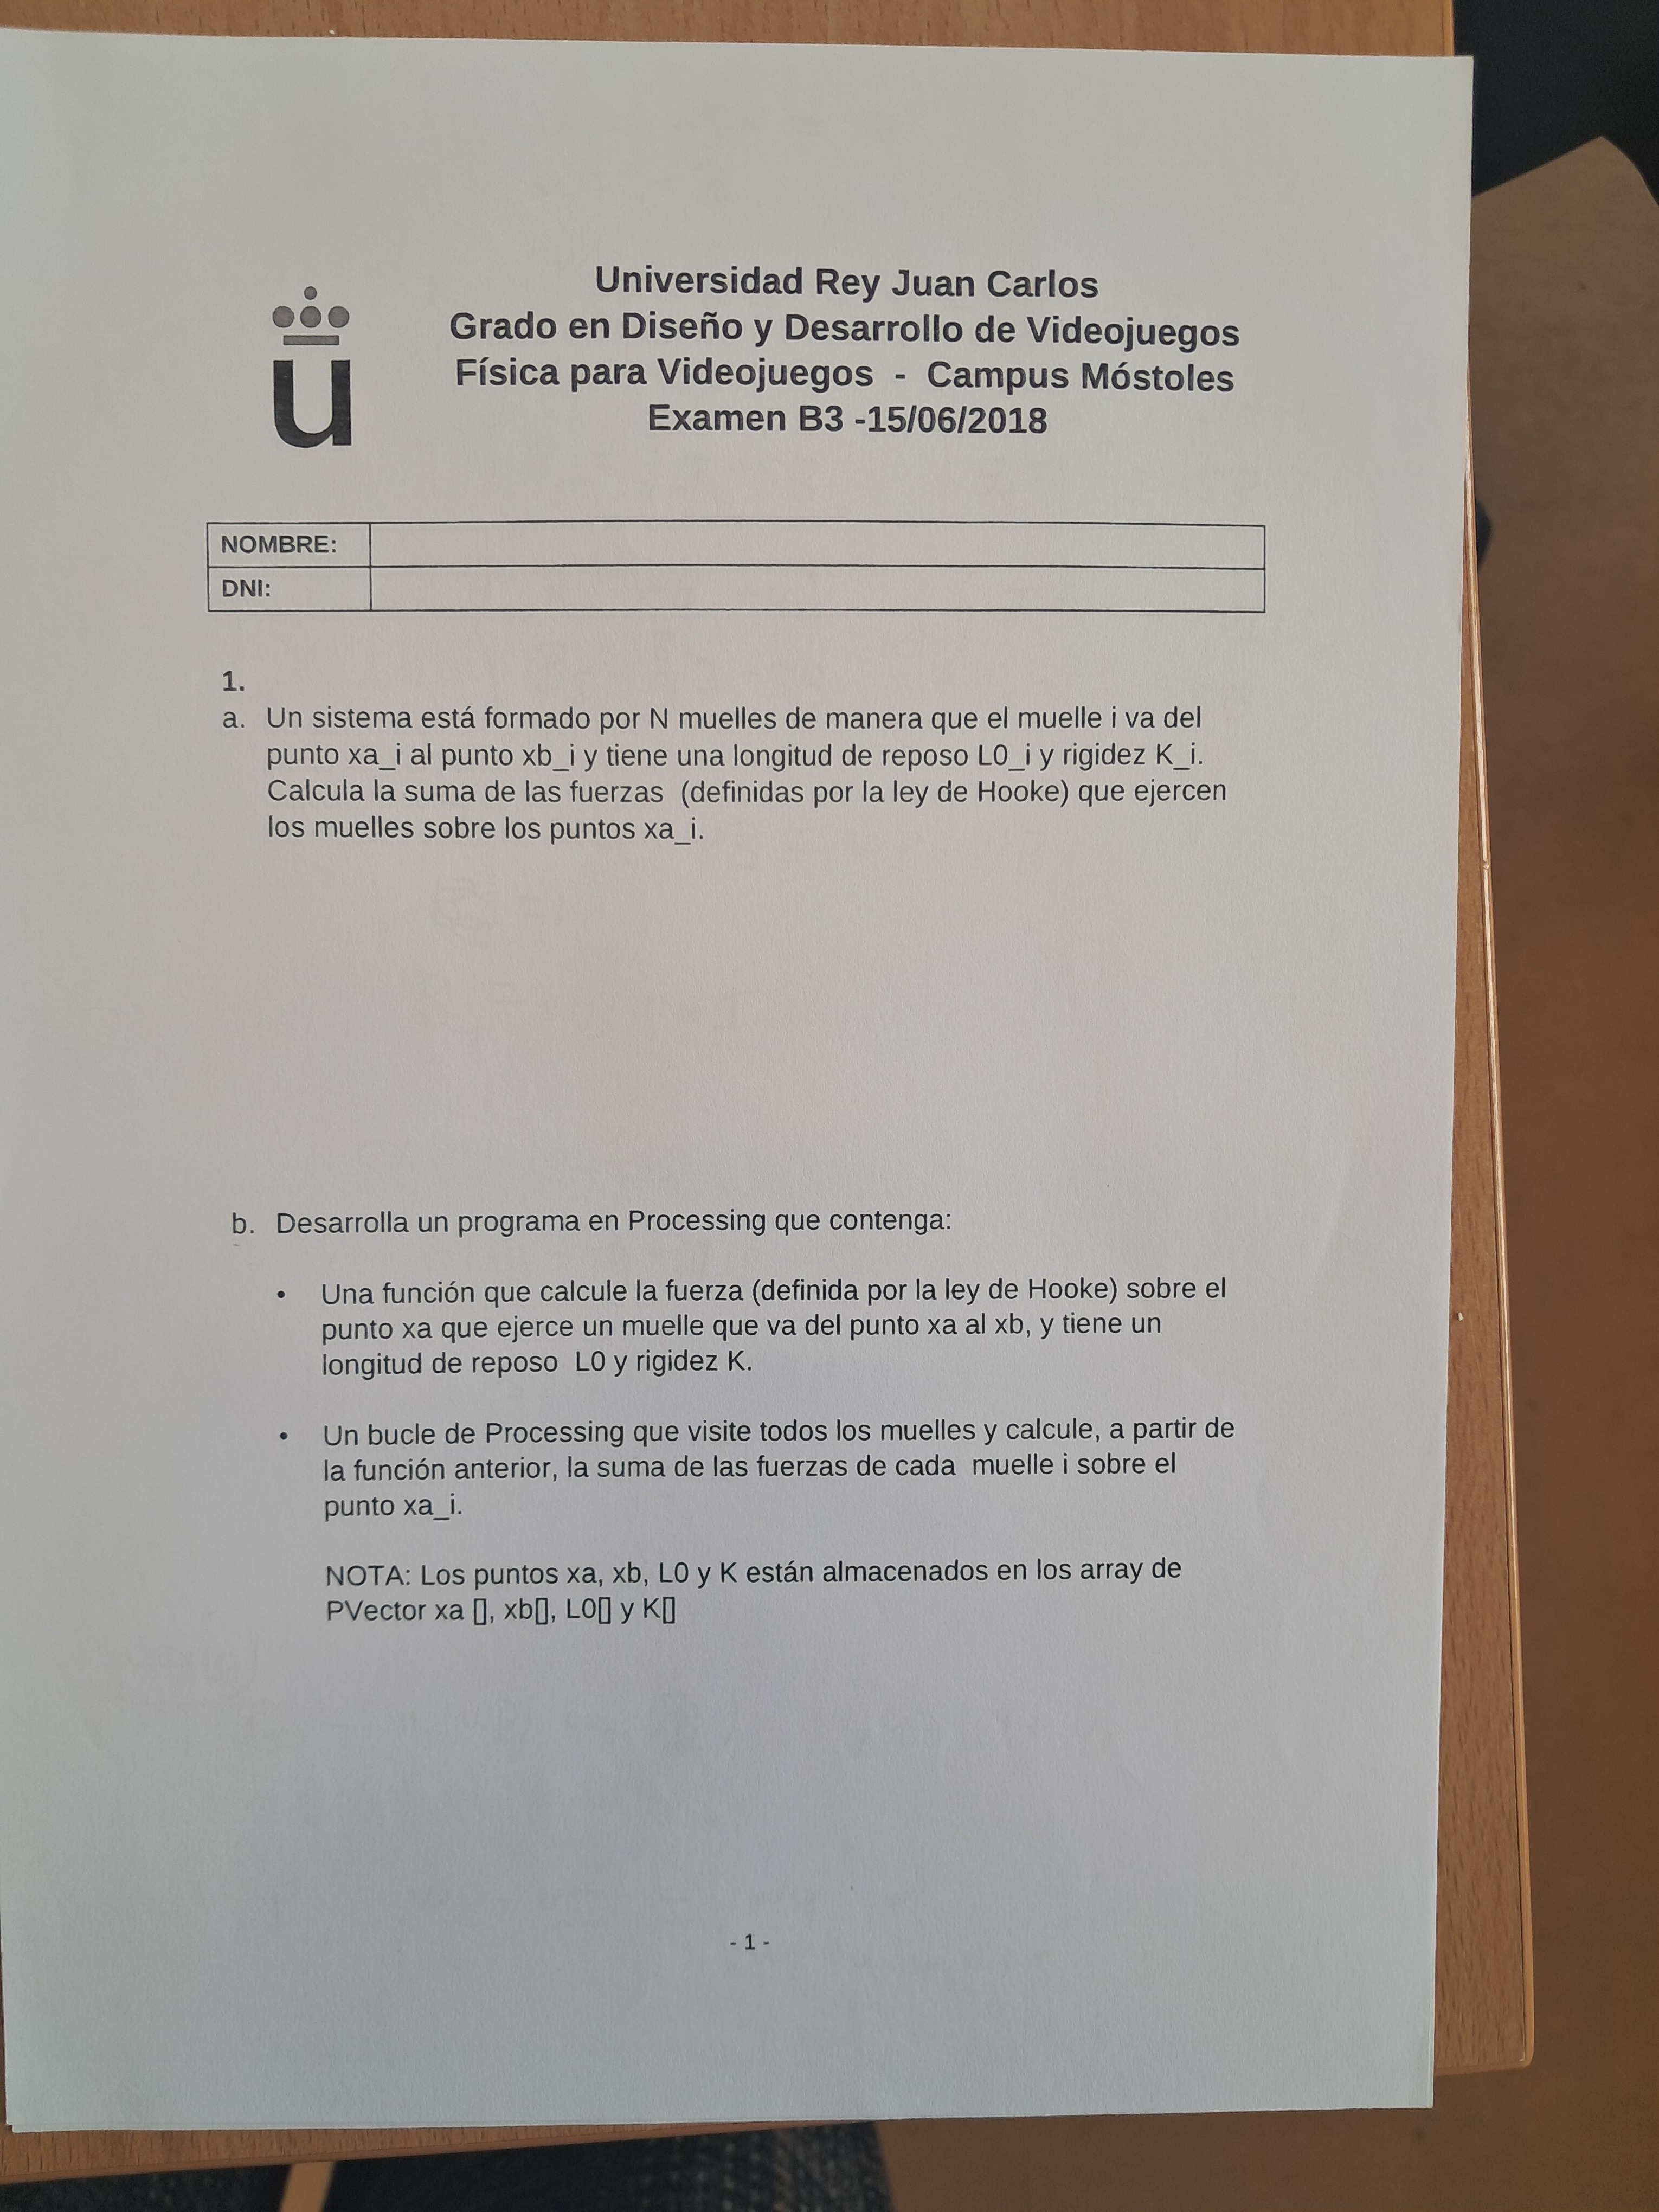 Universidad Rey Juan Carlos
Grado en Diseño y Desarrollo de Videojuegos
Física para Videojuegos - Campus Móstoles
Examen B3 -15/06/2018
u
NOMBRE:
DNI:
1.
a. Un sistema está formado por N muelles de manera que el muelle i va del
punto xa_i al punto xb_i y tiene una longitud de reposo L0_i y rigidez K_i.
Calcula la suma de las fuerzas (definidas por la ley de Hooke) que ejercen
los muelles sobre los puntos xa_i.
b. Desarrolla un programa en Processing que contenga:
• Una función que calcule la fuerza (definida por la ley de Hooke) sobre el
punto xa que ejerce un muelle que va del punto xa al xb, y tiene un
longitud de reposo L0 y rigidez K.
• Un bucle de Processing que visite todos los muelles y calcule, a partir de
la función anterior, la suma de las fuerzas de cada muelle i sobre el
punto xa_i.
NOTA: Los puntos xa, xb, L0 y K están almacenados en los array de
PVector xa [], xb[], L0[] y K[]
- 1 -